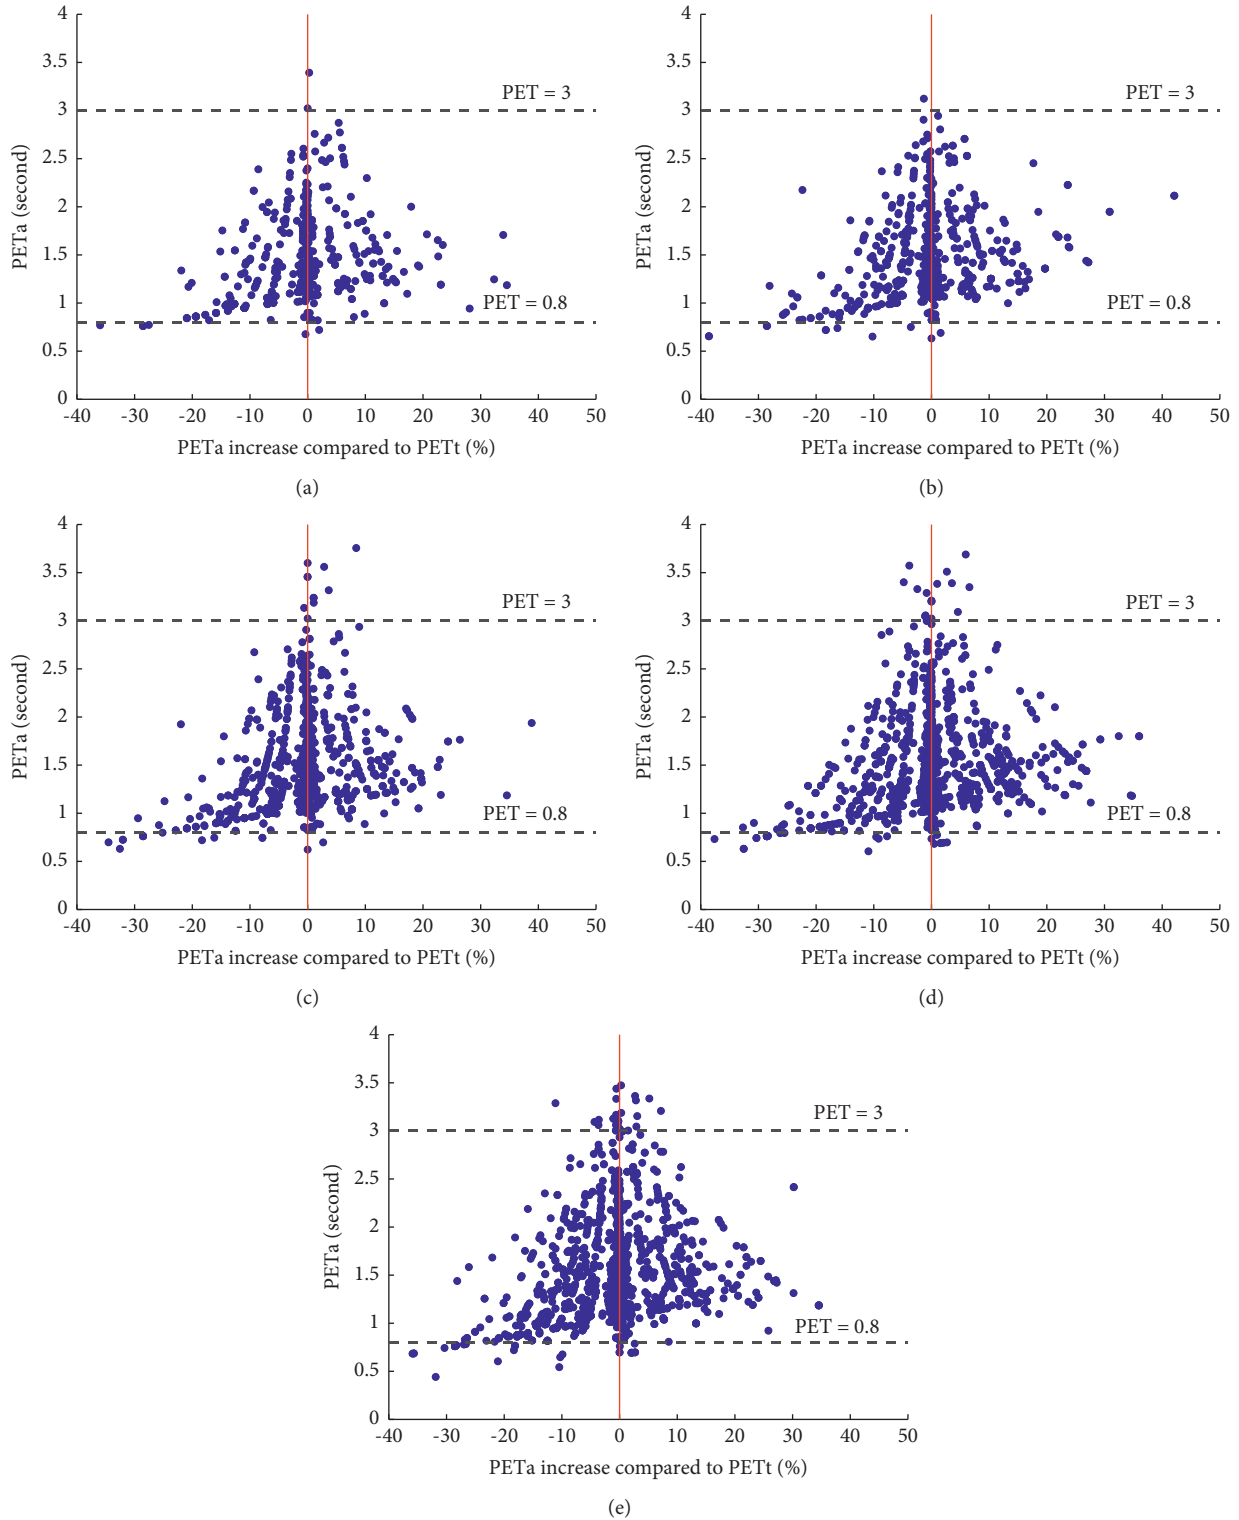 4
3.5
3
2.5
2
1.5
1
0.5
0
PETa (second)
PET = 3
PET = 0.8
-40 -30 -20 -10 0 10 20 30 40 50
PETa increase compared to PETt (%)
(a)
4
3.5
3
2.5
2
1.5
1
0.5
0
PETa (second)
PET = 3
PET = 0.8
-40 -30 -20 -10 0 10 20 30 40 50
PETa increase compared to PETt (%)
(b)
4
3.5
3
2.5
2
1.5
1
0.5
0
PETa (second)
PET = 3
PET = 0.8
-40 -30 -20 -10 0 10 20 30 40 50
PETa increase compared to PETt (%)
(c)
4
3.5
3
2.5
2
1.5
1
0.5
0
PETa (second)
PET = 3
PET = 0.8
-40 -30 -20 -10 0 10 20 30 40 50
PETa increase compared to PETt (%)
(d)
4
3.5
3
2.5
2
1.5
1
0.5
0
PETa (second)
PET = 3
PET = 0.8
-40 -30 -20 -10 0 10 20 30 40 50
PETa increase compared to PETt (%)
(e)